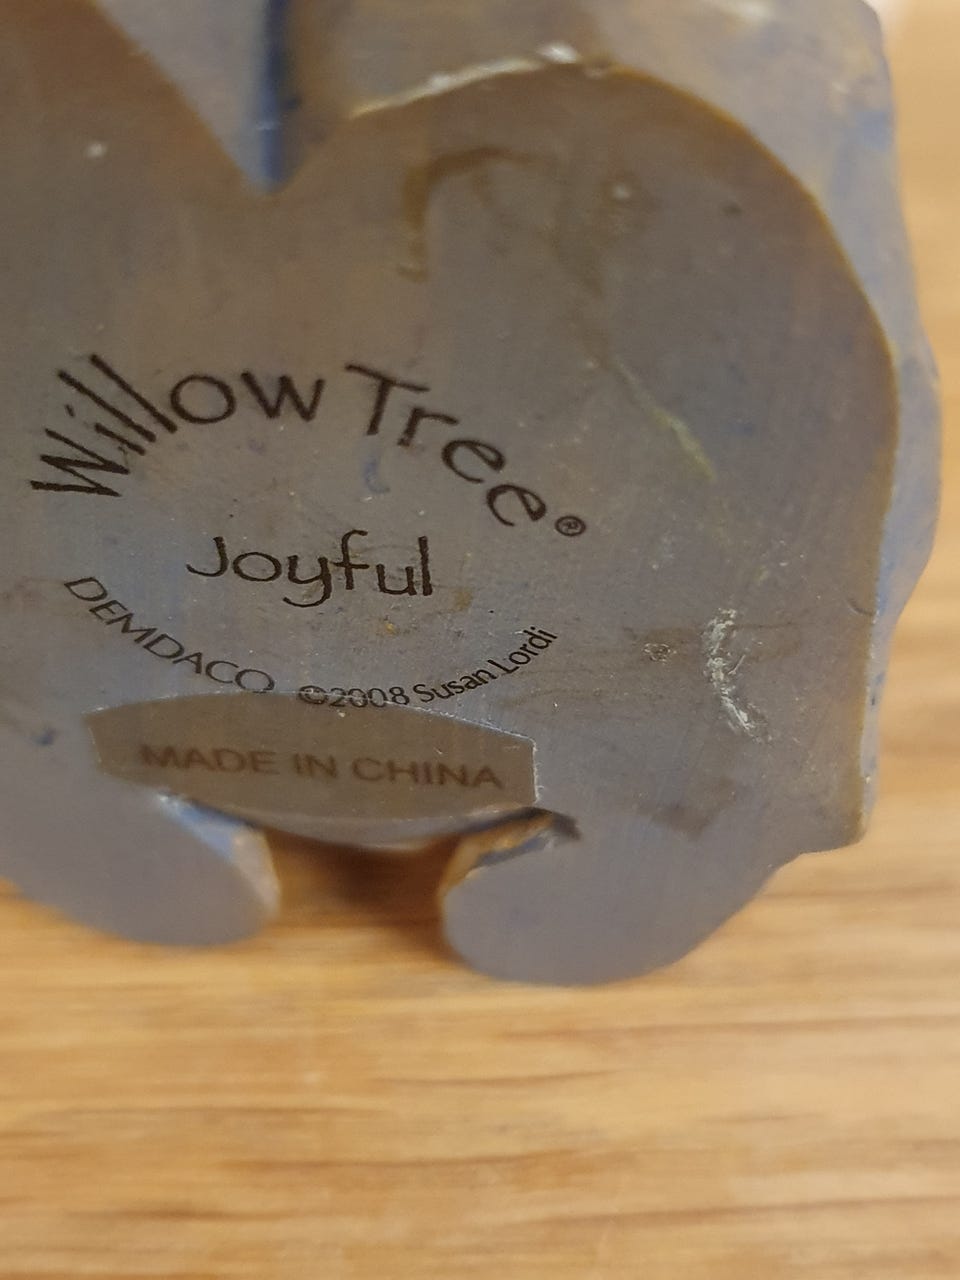 Willow Tree®
Joyful
DEMDACO ©2008 Susan Lordi
MADE IN CHINA